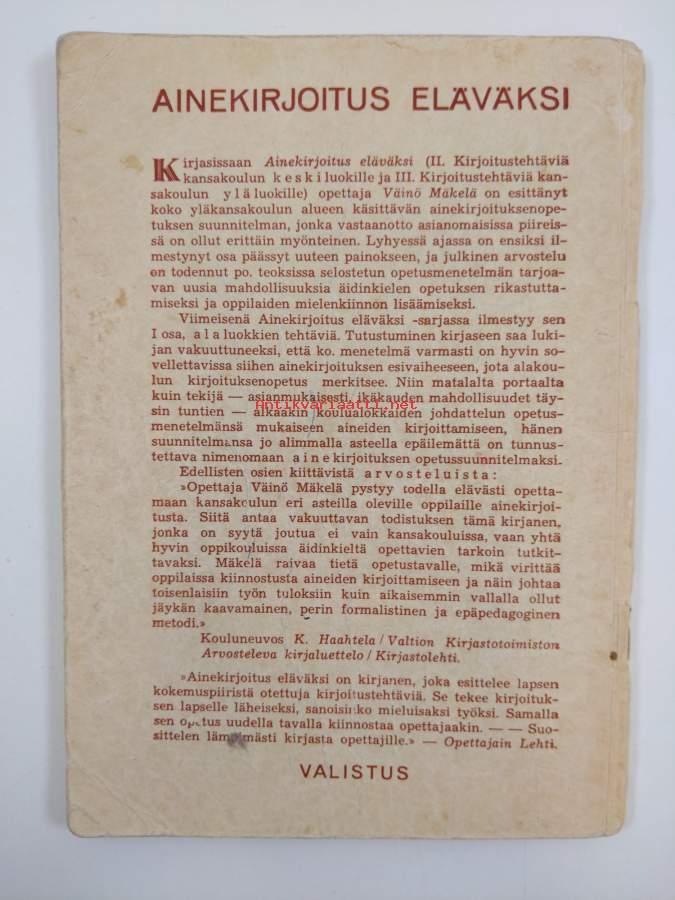 AINEKIRJOITUS ELÄVÄKSI
Kirjasissaan Ainekirjoitus eläväksi (II. Kirjoitustehtäviä
kansakoulun keskiluokille ja III. Kirjoitustehtäviä kan-
sakoulun yläluokille) opettaja Väinö Mäkelä on esittänyt
koko yläkansakoulun alueen käsittävän ainekirjoituksenope-
tuksen suunnitelman, jonka vastaanotto asianomaisissa piireis-
sä on ollut erittäin myönteinen. Lyhyessä ajassa on ensiksi il-
mestynyt osa päässyt uuteen painokseen, ja julkinen arvostelu
on todennut po. teoksissa selostetun opetusmenetelmän tarjoa-
van uusia mahdollisuuksia äidinkielen opetuksen rikastutta-
miseksi ja oppilaiden mielenkiinnon lisäämiseksi.
Viimeisenä Ainekirjoitus eläväksi -sarjassa ilmestyy sen
I osa, alaluokkien tehtäviä. Tutustuminen kirjaseen saa luki-
jan vakuuttuneeksi, että ko. menetelmä varmasti on hyvin so-
vellettavissa siihen ainekirjoituksen esivaiheeseen, jota alakou-
lun kirjoituksenopetus merkitsee. Niin matalalta portaalta
kuin tekijä — asianmukaisesti, ikäkauden mahdollisuudet täy-
Antikvariaatti.net
sin tuntien — alkaakin koulualokkaiden johdattelun opetus-
menetelmänsä mukaiseen aineiden kirjoittamiseen, hänen
suunnitelmansa jo alimmalla asteella epäilemättä on tunnus-
tettava nimenomaan ainekirjoituksen opetussuunnitelmaksi.
Edellisten osien kiittävistä arvosteluista:
»Opettaja Väinö Mäkelä pystyy todella elävästi opetta-
maan kansakoulun eri asteilla oleville oppilaille ainekirjoi-
tusta. Siitä antaa vakuuttavan todistuksen tämä kirjanen,
jonka on syytä joutua ei vain kansakouluissa, vaan yhtä
hyvin oppikouluissa äidinkieltä opettavien tarkoin tutkit-
tavaksi. Mäkelä raivaa tietä opetustavalle, mikä virittää
oppilaissa kiinnostusta aineiden kirjoittamiseen ja näin johtaa
toisenlaisiin työn tuloksiin kuin aikaisemmin vallalla ollut
jäykän kaavamainen, perin formalistinen ja epäpedagoginen
metodi.»
Kouluneuvos K. Haahtela / Valtion Kirjastotoimiston
Arvosteleva kirjaluettelo / Kirjastolehti.
»Ainekirjoitus eläväksi on kirjanen, joka esittelee lapsen
kokemuspiiristä otettuja kirjoitustehtäviä. Se tekee kirjoituk-
sen lapselle läheiseksi, sanoisinko mieluisaksi työksi. Samalla
sen opetus uudella tavalla kiinnostaa opettajaakin. — — Suo-
sittelen lämpimästi kirjasta opettajille.» — Opettajain Lehti.
VALISTUS